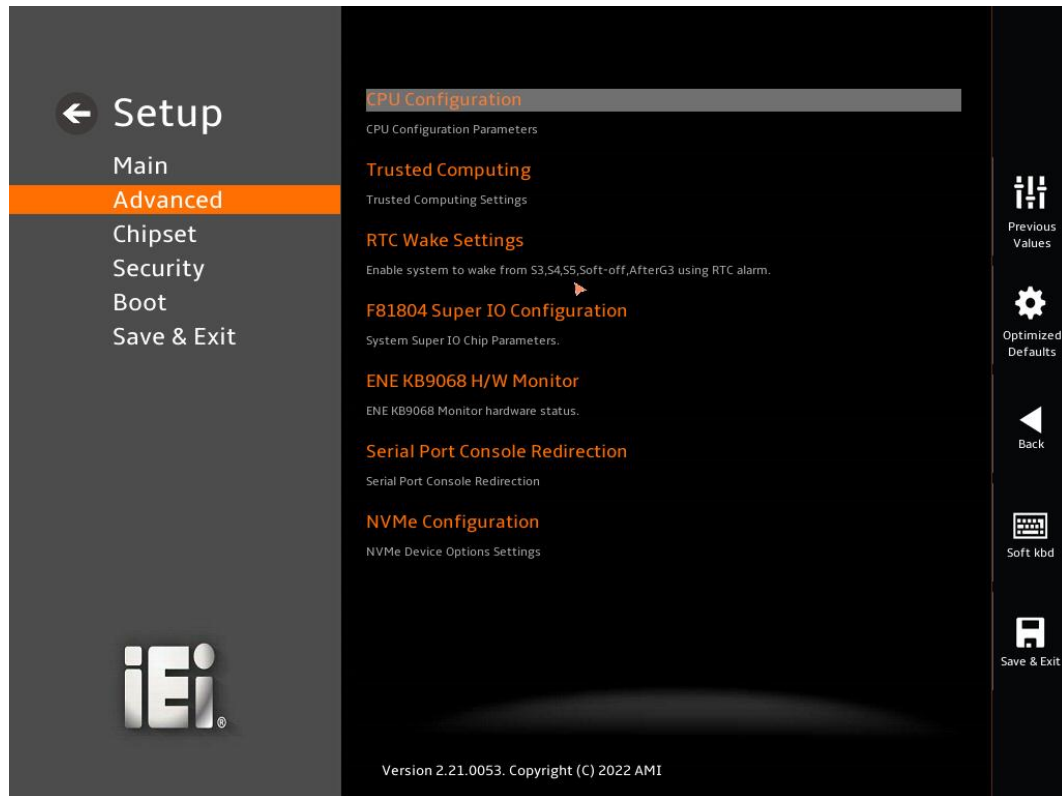 Setup
Main
Advanced
Chipset
Security
Boot
Save & Exit
CPU Configuration
CPU Configuration Parameters
Trusted Computing
Trusted Computing Settings
RTC Wake Settings
Enable system to wake from S3,S4,S5,Soft-off,AfterG3 using RTC alarm.
F81804 Super IO Configuration
System Super IO Chip Parameters.
ENE KB9068 H/W Monitor
ENE KB9068 Monitor hardware status.
Serial Port Console Redirection
Serial Port Console Redirection
NVMe Configuration
NVMe Device Options Settings
Previous
Values
Optimized
Defaults
Back
Soft kbd
Save & Exit
iEi®
Version 2.21.0053. Copyright (C) 2022 AMI